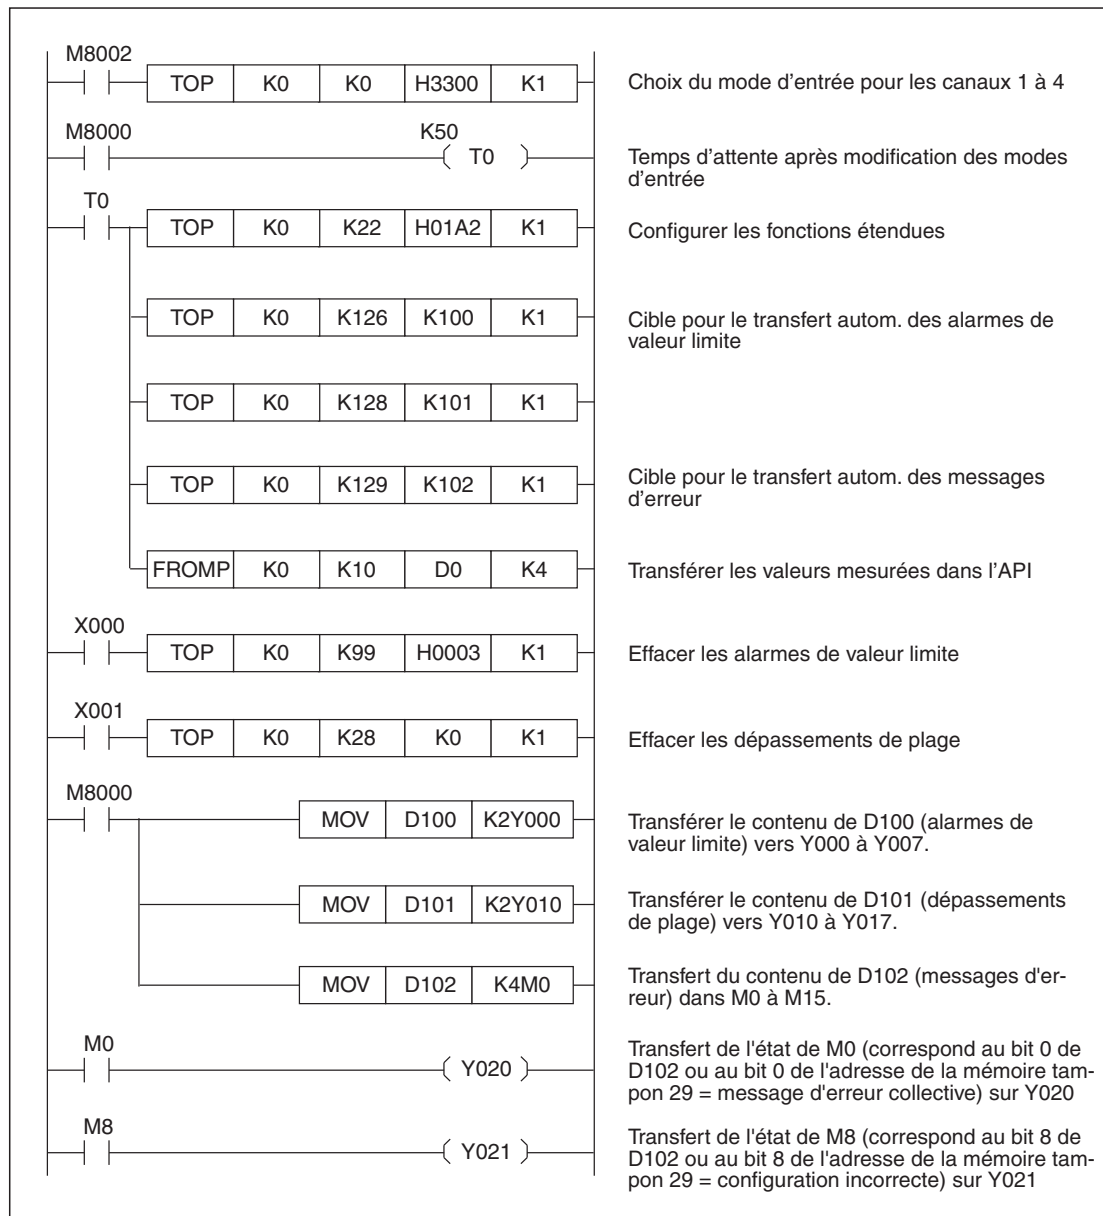 M8002
TOP K0 K0 H3300 K1
Choix du mode d'entrée pour les canaux 1 à 4
M8000
K50
T0
Temps d'attente après modification des modes
d'entrée
T0
TOP K0 K22 H01A2 K1
Configurer les fonctions étendues
TOP K0 K126 K100 K1
Cible pour le transfert autom. des alarmes de
valeur limite
TOP K0 K128 K101 K1
TOP K0 K129 K102 K1
Cible pour le transfert autom. des messages
d'erreur
FROMP K0 K10 D0 K4
Transférer les valeurs mesurées dans l'API
X000
TOP K0 K99 H0003 K1
Effacer les alarmes de valeur limite
X001
TOP K0 K28 K0 K1
Effacer les dépassements de plage
M8000
MOV D100 K2Y000
Transférer le contenu de D100 (alarmes de
valeur limite) vers Y000 à Y007.
MOV D101 K2Y010
Transférer le contenu de D101 (dépassements
de plage) vers Y010 à Y017.
MOV D102 K4M0
Transfert du contenu de D102 (messages d'er-
reur) dans M0 à M15.
M0
Y020
Transfert de l'état de M0 (correspond au bit 0 de
D102 ou au bit 0 de l'adresse de la mémoire tam-
pon 29 = message d'erreur collective) sur Y020
M8
Y021
Transfert de l'état de M8 (correspond au bit 8 de
D102 ou au bit 8 de l'adresse de la mémoire tam-
pon 29 = configuration incorrecte) sur Y021